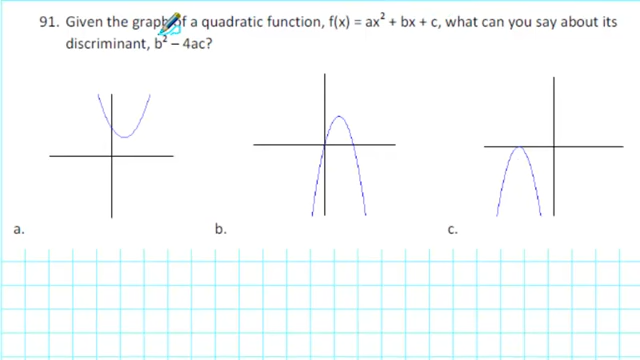 91. Given the graph of a quadratic function, f(x) = ax² + bx + c, what can you say about its
discriminant, b² – 4ac?
a.
b.
c.